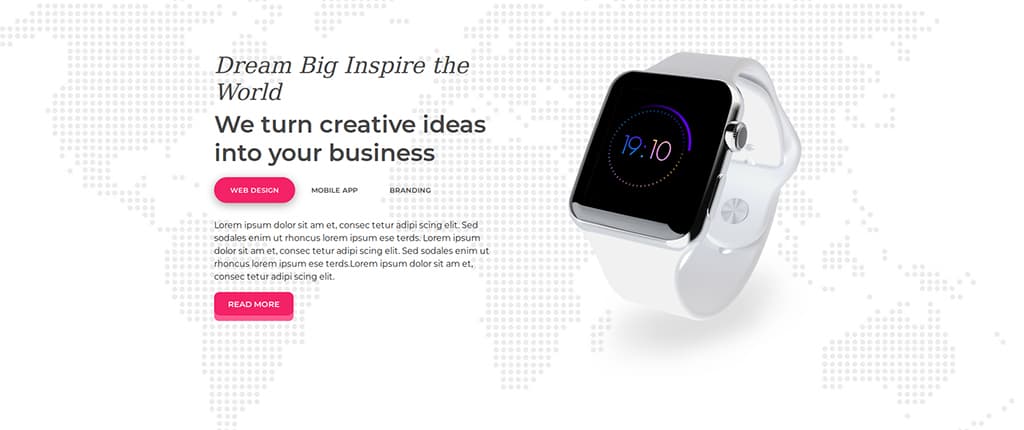 Dream Big Inspire the
World
We turn creative ideas
into your business
WEB DESIGN MOBILE APP BRANDING
Lorem ipsum dolor sit am et, consec tetur adipi scing elit. Sed
sodales enim ut rhoncus lorem ipsum ese terds. Lorem ipsum
dolor sit am et, consec tetur adipi scing elit. Sed sodales enim ut
rhoncus lorem ipsum ese terds.Lorem ipsum dolor sit am et,
consec tetur adipi scing elit.
READ MORE
19:10